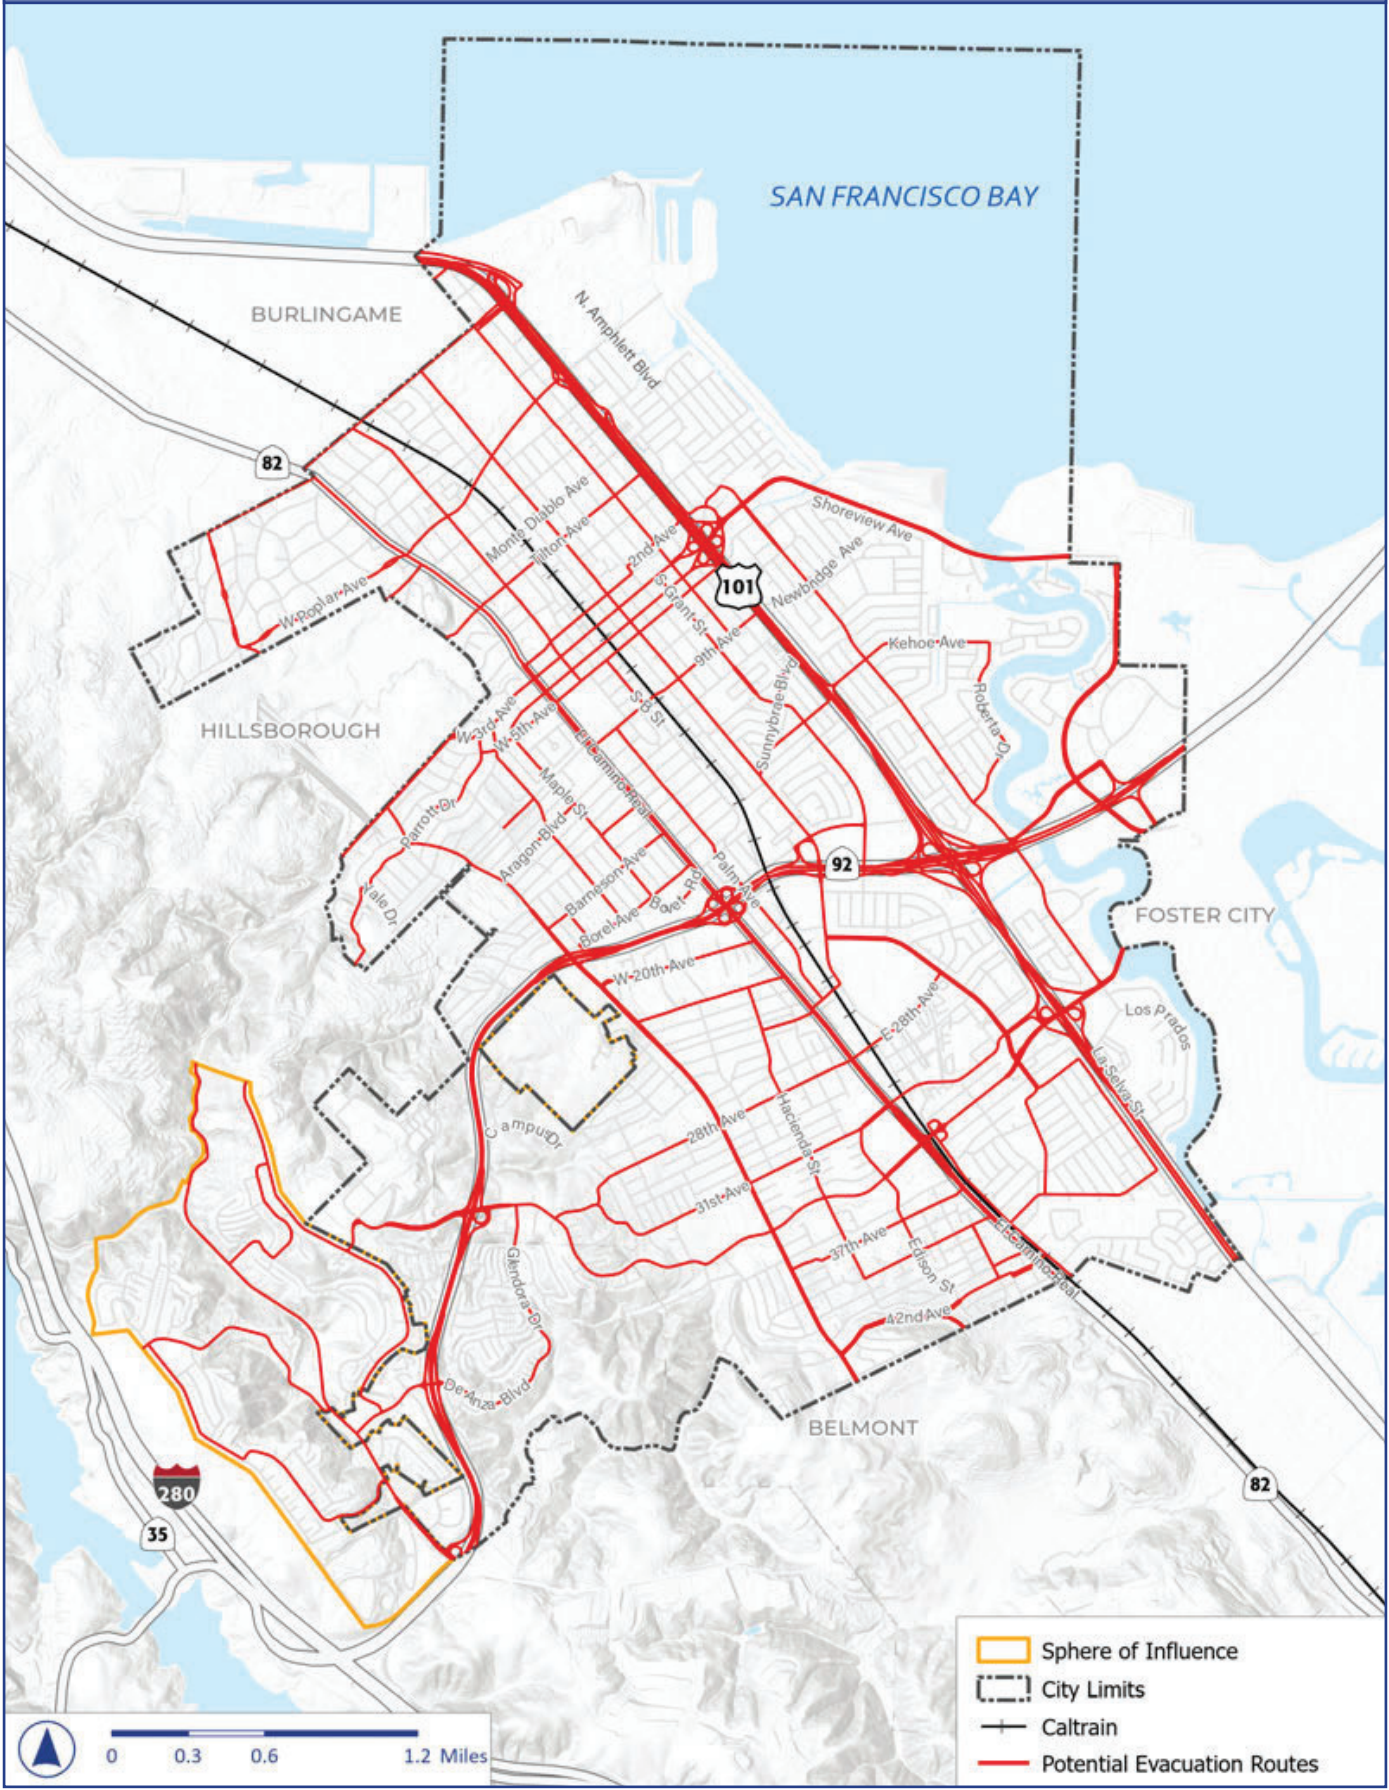 SAN FRANCISCO BAY
BURLINGAME
N. Amphlett Blvd
82
Monte Diablo Ave
Tilton Ave
2nd Ave
Shoreview Ave
101
Newbridge Ave
S Grant St
W Poplar Ave
9th Ave
Kehoe Ave
Sunnybrae Blvd
Roberta Dr
S B St
HILLSBOROUGH
W 3rd Ave
W 5th Ave
El Camino Real
Maple St
Parrott Dr
Aragon Blvd
92
Palm Ave
Barneson Ave
Bovet Rd
Yale Dr
Borel Ave
FOSTER CITY
W 20th Ave
E 28th Ave
Los Prados
La Selva St
Campus Dr
28th Ave
Hacienda St
31st Ave
37th Ave
Edison St
El Camino Real
Glendora Dr
42nd Ave
De Anza Blvd
BELMONT
280
35
82
Sphere of Influence
City Limits
Caltrain
Potential Evacuation Routes
0 0.3 0.6 1.2 Miles